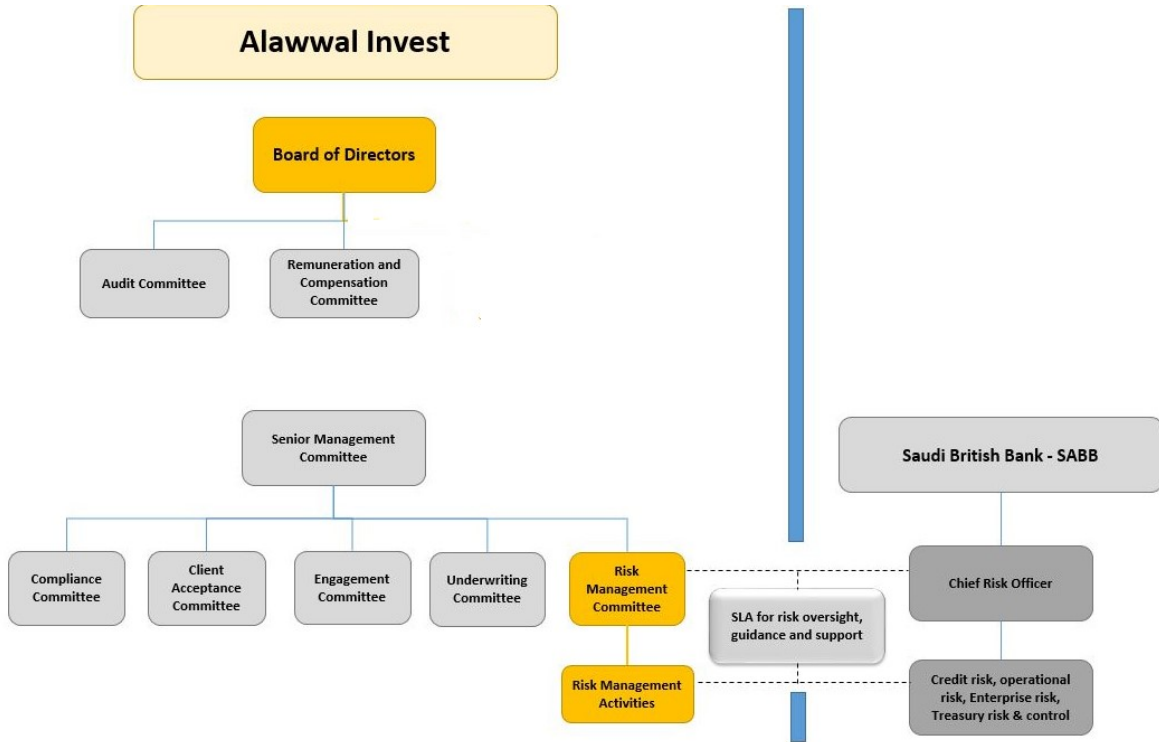 Alawwal Invest
Board of Directors
Audit Committee
Remuneration and
Compensation
Committee
Senior Management
Committee
Saudi British Bank - SABB
Compliance
Committee
Client
Acceptance
Committee
Engagement
Committee
Underwriting
Committee
Risk
Management
Committee
Chief Risk Officer
SLA for risk oversight,
guidance and support
Risk Management
Activities
Credit risk, operational
risk, Enterprise risk,
Treasury risk & control